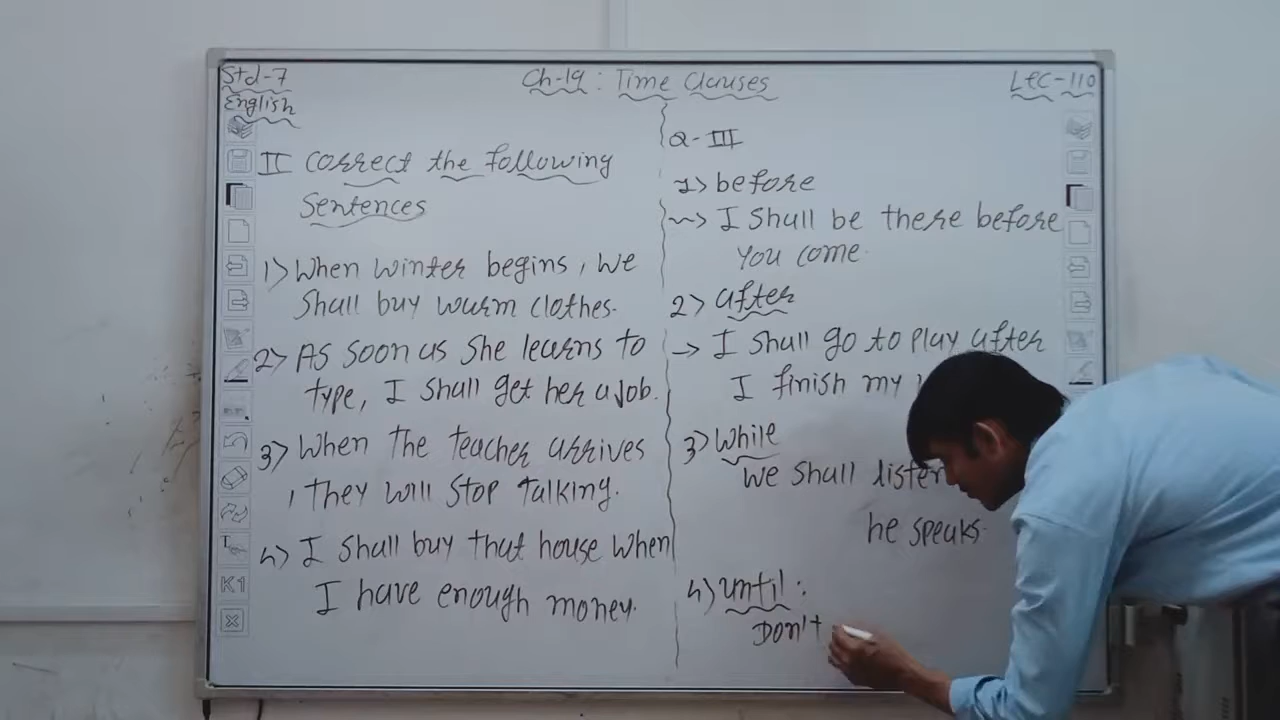 Std-7
English
Ch-19 : Time Clauses
Lec-110
II Correct the following
Sentences
1) When winter begins, we
shall buy warm clothes.
2) As soon as she learns to
type, I shall get her a job.
3) When the teacher arrives
, they will stop talking.
4) I shall buy that house when
I have enough money.
Q-III
1) before
→ I shall be there before
you come.
2) after
→ I shall go to play after
I finish my
3) While
We shall listen
he speaks.
4) until :
Don't
T
K1